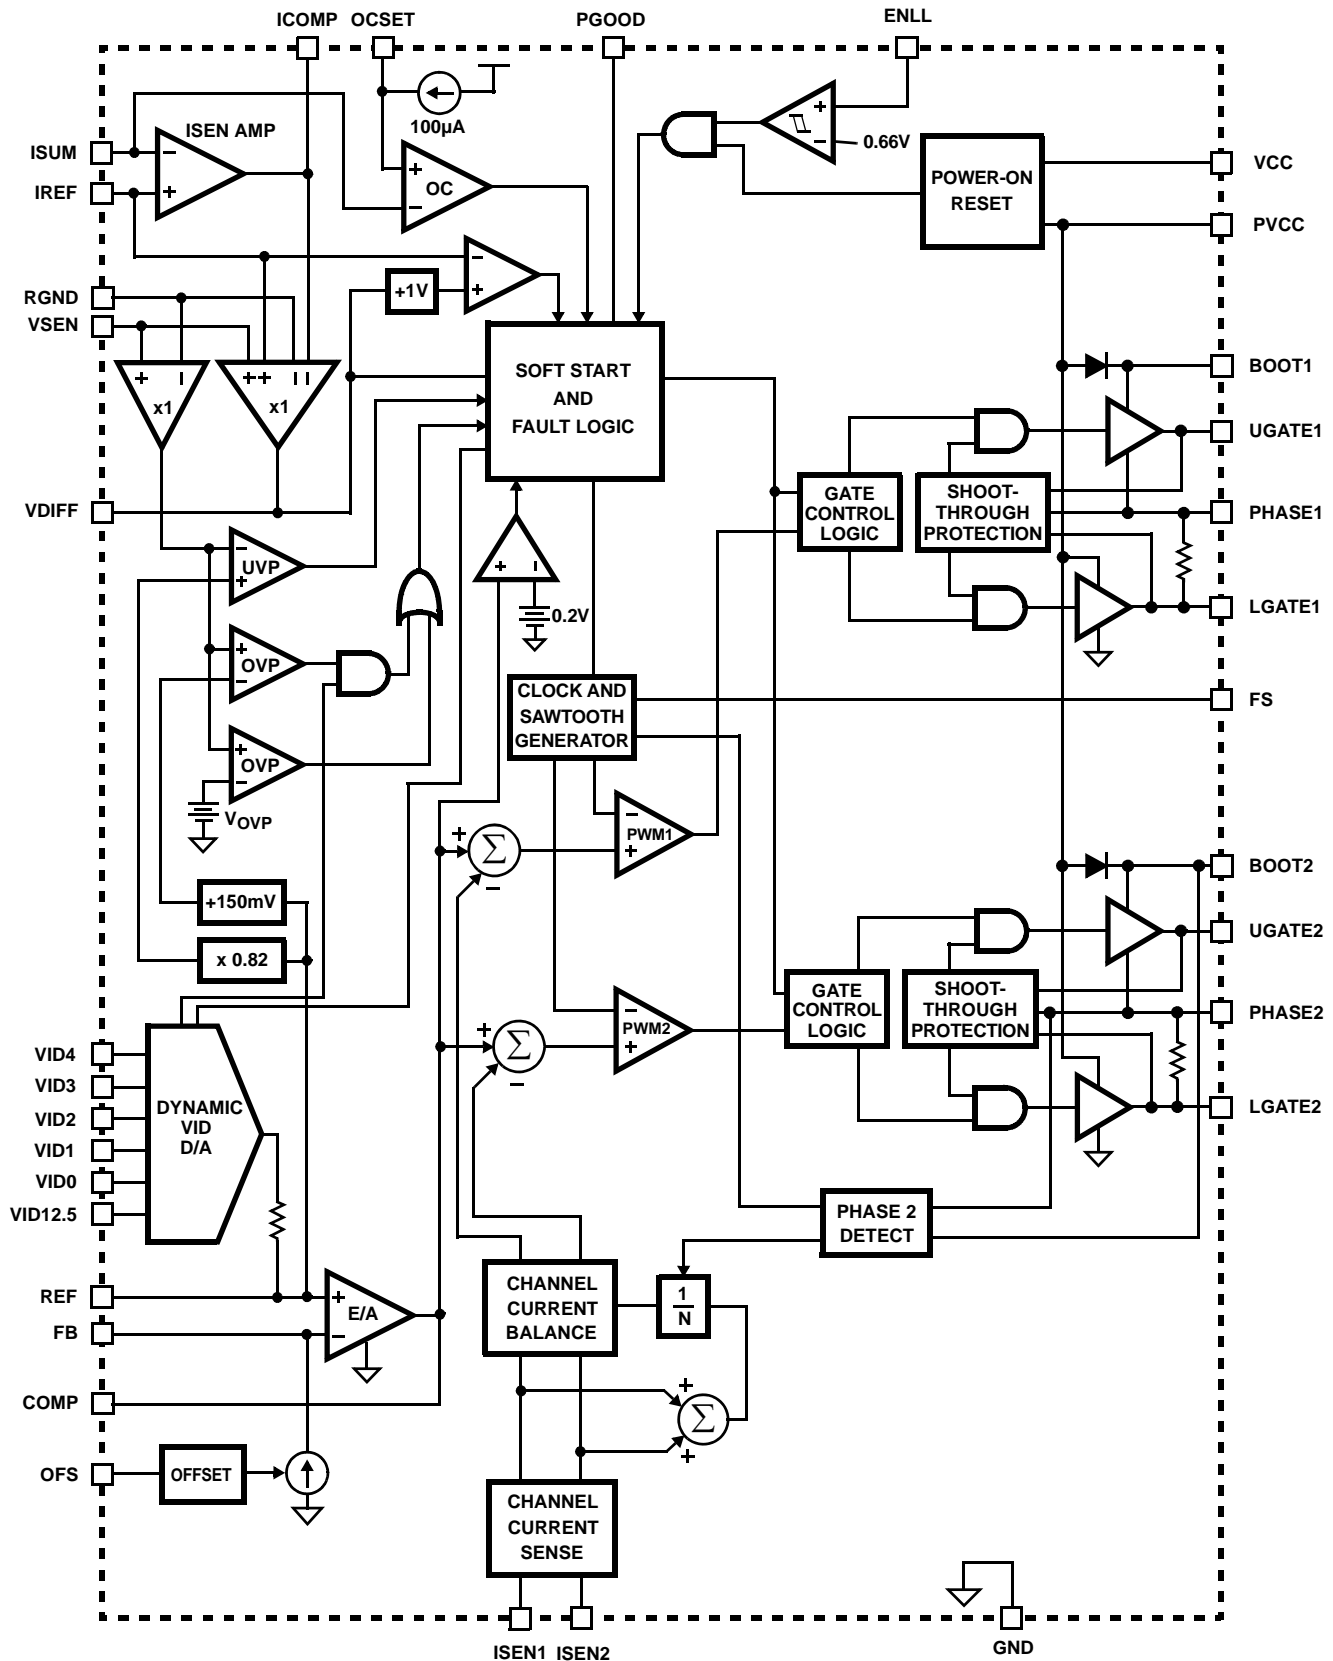 ICOMP OCSET PGOOD ENLL
ISEN AMP
100µA
ISUM
−
+
IREF
+
−
OC
+
−
0.66V
POWER-ON
RESET
VCC
PVCC
−
+
+1V
RGND
VSEN
+ −
x1
++ − −
x1
SOFT START
AND
FAULT LOGIC
BOOT1
UGATE1
GATE
CONTROL
LOGIC
SHOOT-
THROUGH
PROTECTION
PHASE1
VDIFF
−
UVP
+
+ −
0.2V
LGATE1
+
OVP
−
CLOCK AND
SAWTOOTH
GENERATOR
FS
+
OVP
−
VOVP
+
Σ
−
−
PWM1
+
BOOT2
+150mV
x 0.82
UGATE2
GATE
CONTROL
LOGIC
SHOOT-
THROUGH
PROTECTION
PHASE2
+
Σ
−
−
PWM2
+
VID4
VID3
VID2
VID1
VID0
VID12.5
DYNAMIC
VID
D/A
LGATE2
PHASE 2
DETECT
REF
FB
+
E/A
−
CHANNEL
CURRENT
BALANCE
1
N
COMP
+
Σ
+
OFS
OFFSET
CHANNEL
CURRENT
SENSE
ISEN1 ISEN2
GND